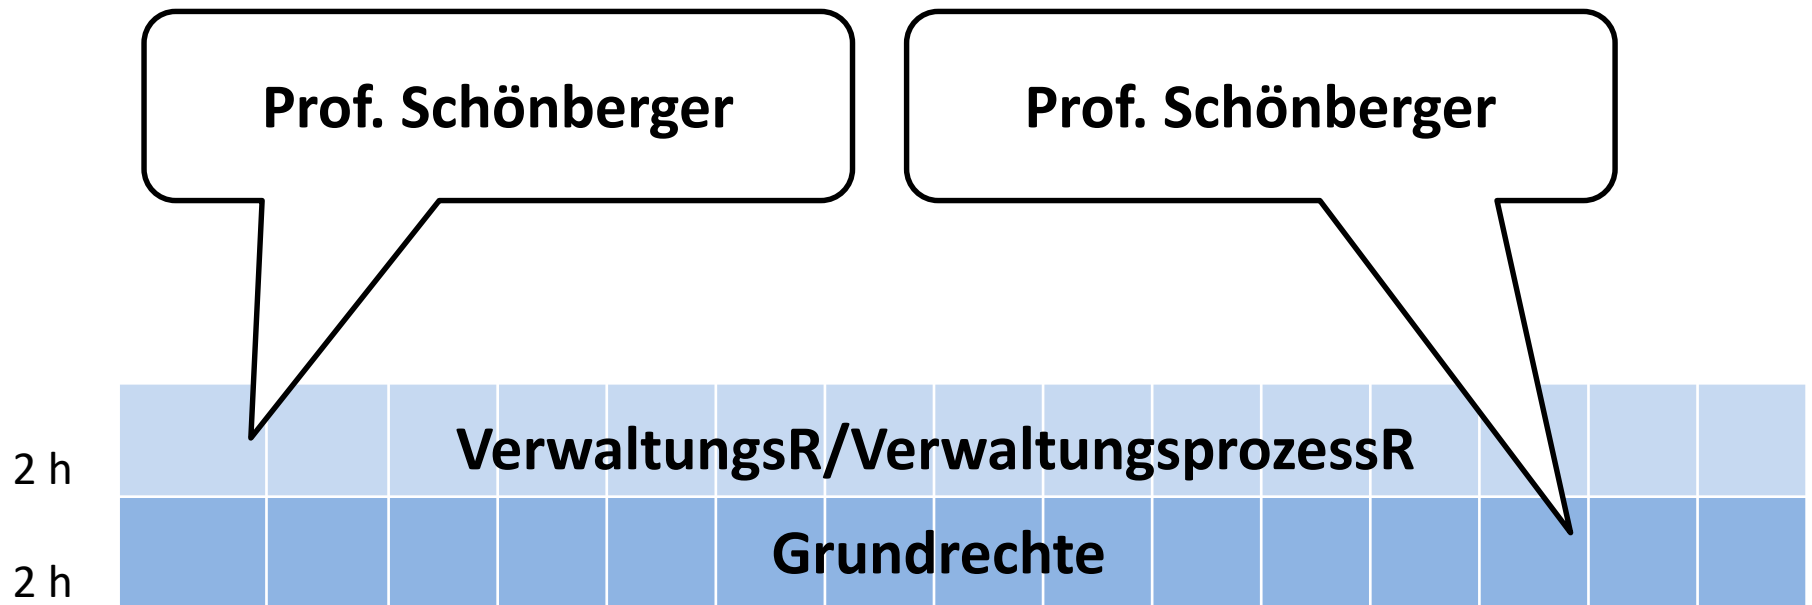 Prof. Schönberger
Prof. Schönberger
2 h
VerwaltungsR/VerwaltungsprozessR
2 h
Grundrechte